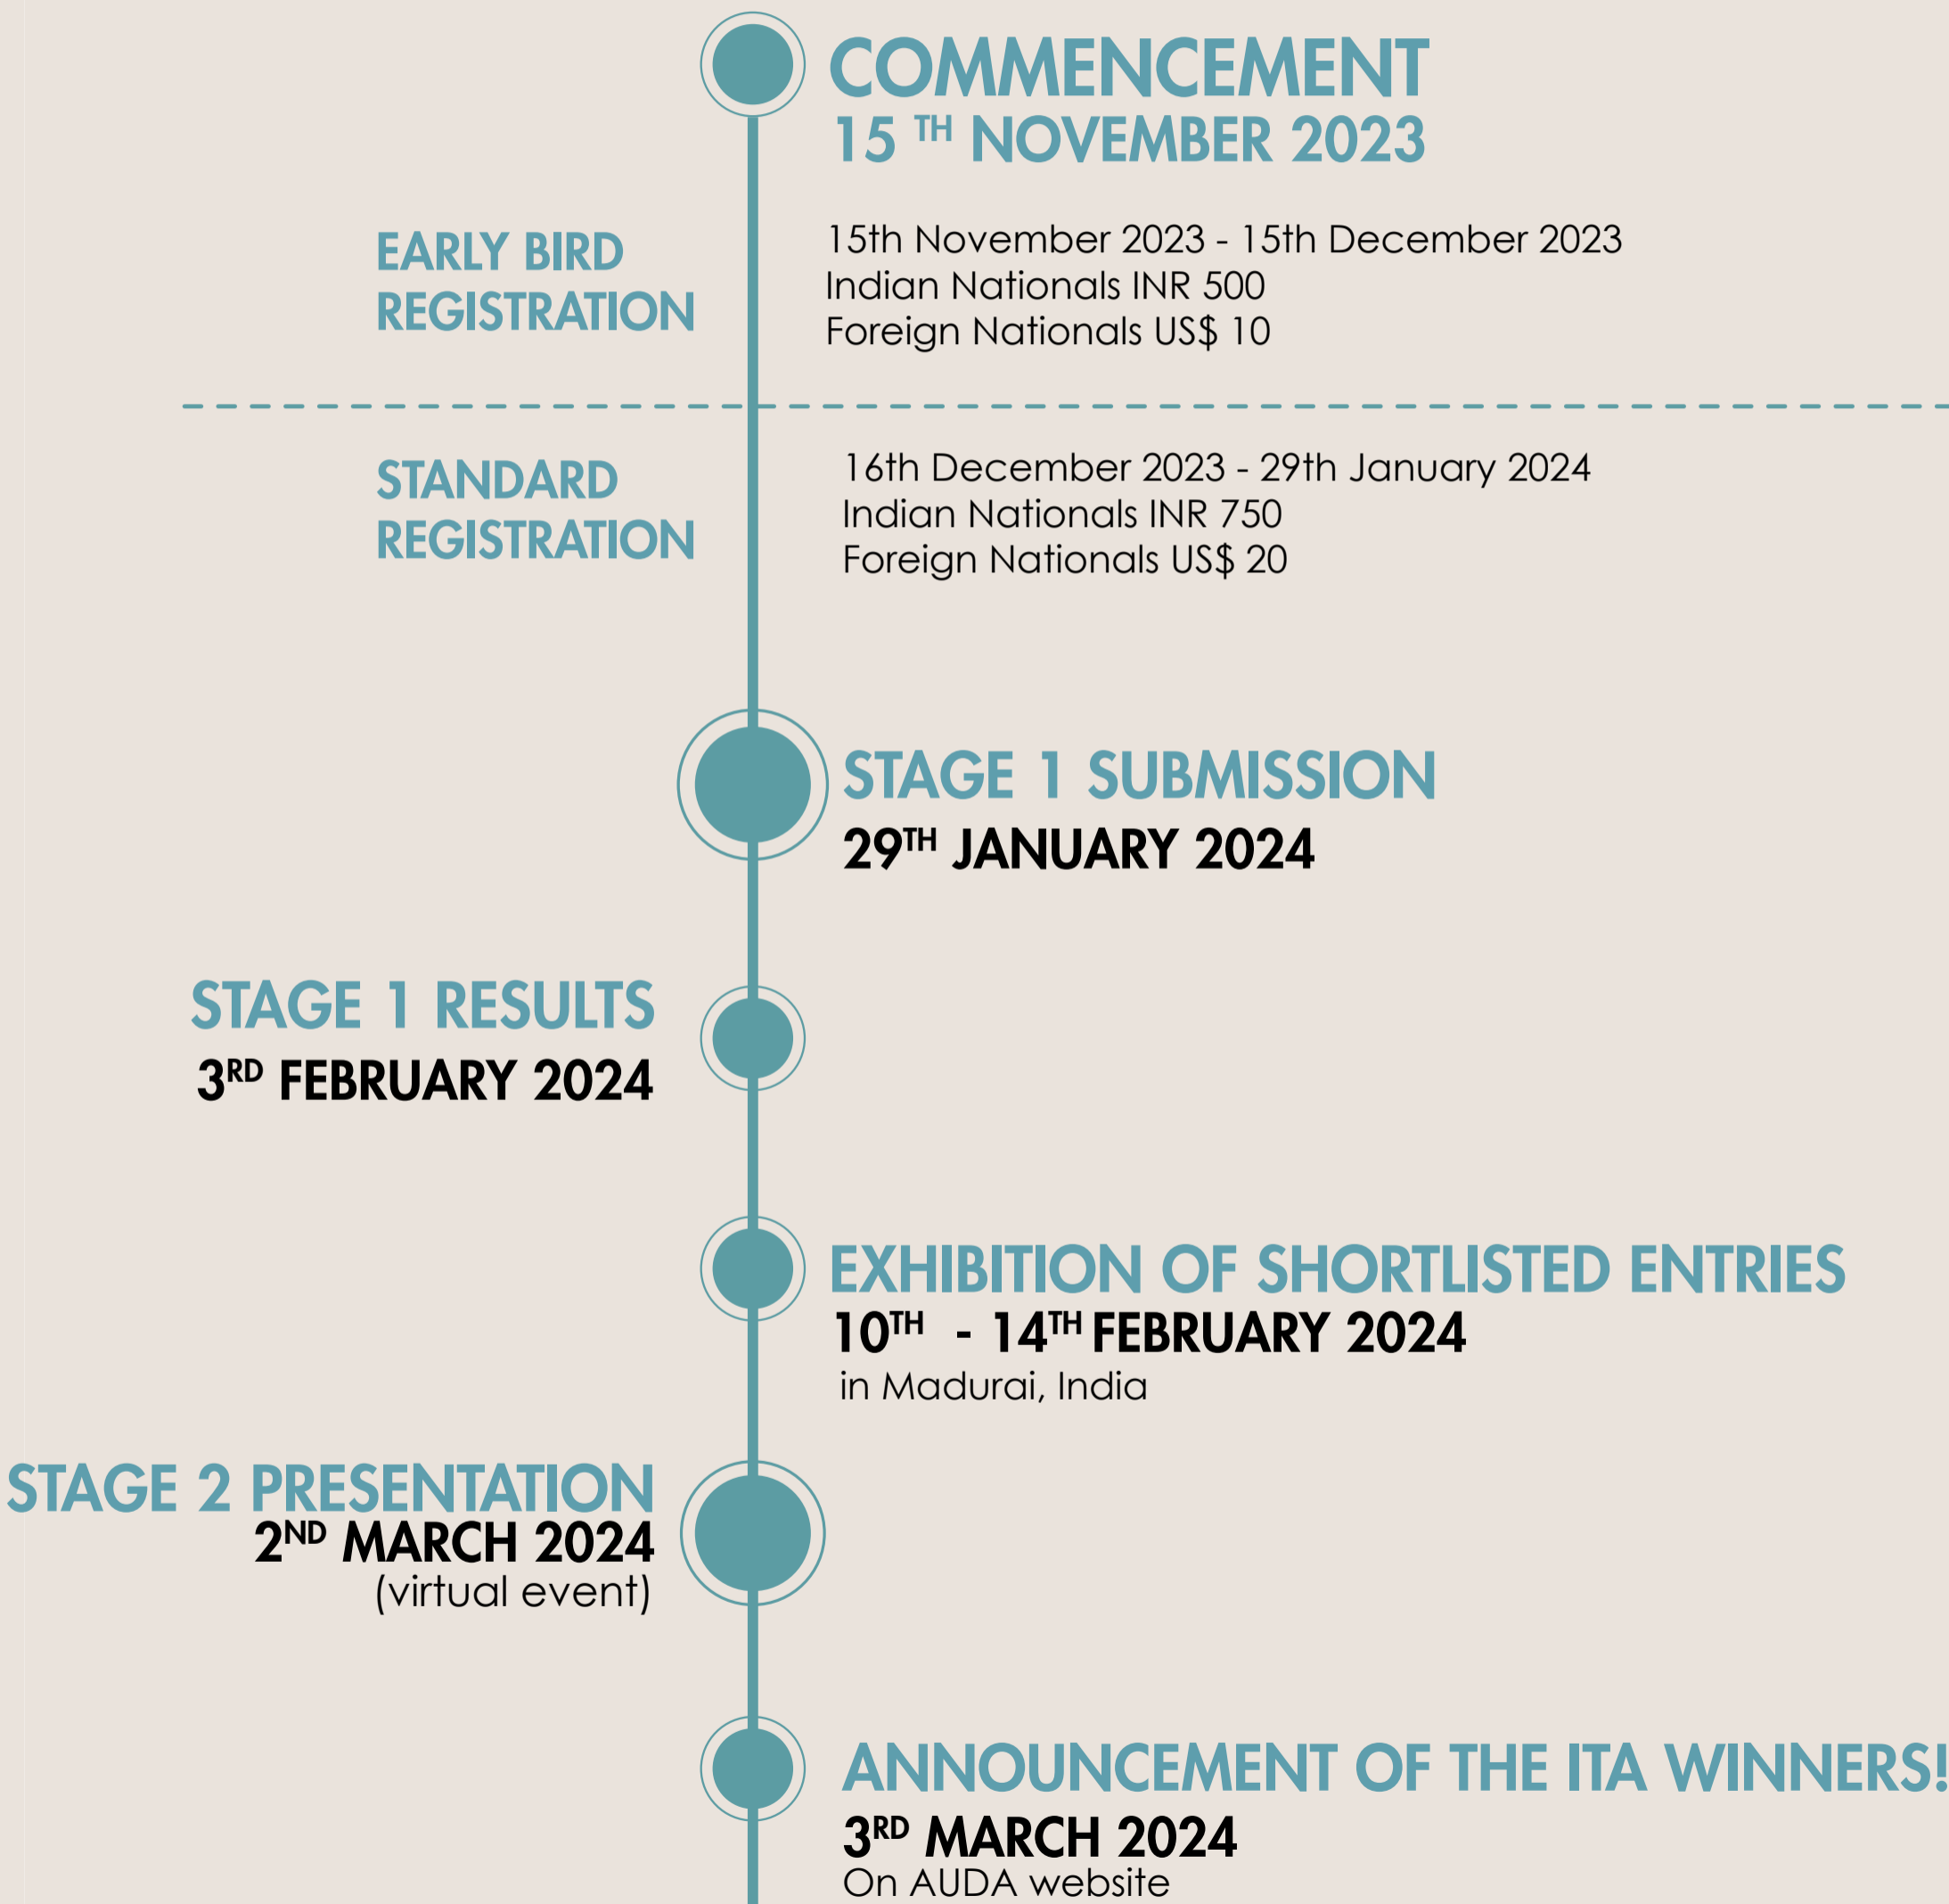 COMMENCEMENT
15 TH NOVEMBER 2023
EARLY BIRD
REGISTRATION
15th November 2023 - 15th December 2023
Indian Nationals INR 500
Foreign Nationals US$ 10
STANDARD
REGISTRATION
16th December 2023 - 29th January 2024
Indian Nationals INR 750
Foreign Nationals US$ 20
STAGE 1 SUBMISSION
29TH JANUARY 2024
STAGE 1 RESULTS
3RD FEBRUARY 2024
EXHIBITION OF SHORTLISTED ENTRIES
10TH - 14TH FEBRUARY 2024
in Madurai, India
STAGE 2 PRESENTATION
2ND MARCH 2024
(virtual event)
ANNOUNCEMENT OF THE ITA WINNERS!
3RD MARCH 2024
On AUDA website